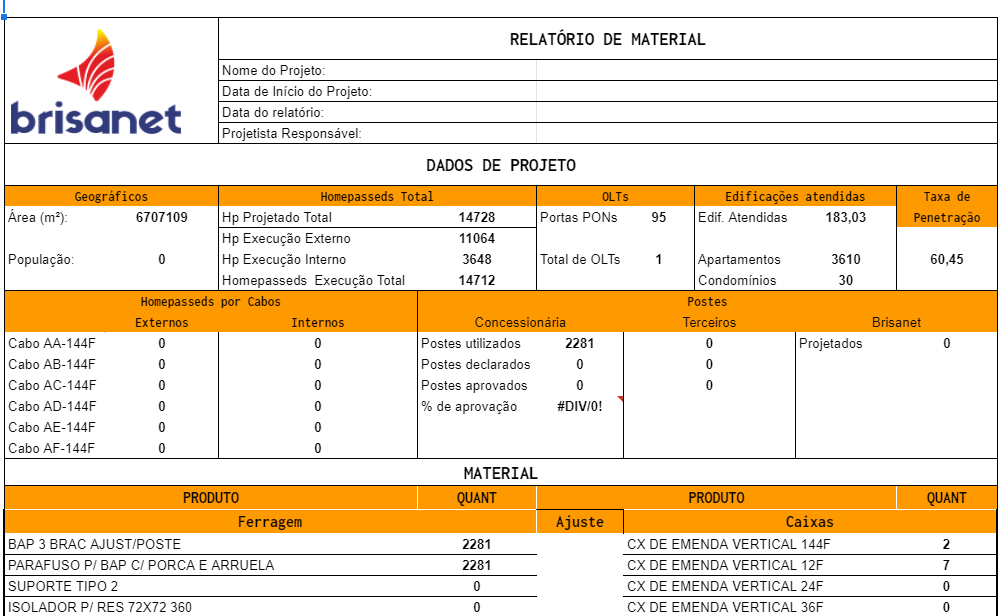 brisanet
RELATÓRIO DE MATERIAL
Nome do Projeto:
Data de Início do Projeto:
Data do relatório:
Projetista Responsável:
DADOS DE PROJETO
Geográficos Homepasseds Total OLTs Edificações atendidas Taxa de Penetração
Área (m²): 6707109 Hp Projetado Total 14728 Portas PONs 95 Edif. Atendidas 183,03
Hp Execução Externo 11064
População: 0 Hp Execução Interno 3648 Total de OLTs 1 Apartamentos 3610 60,45
Homepasseds Execução Total 14712 Condomínios 30
Homepasseds por Cabos Postes
Externos Internos Concessionária Terceiros Brisanet
Cabo AA-144F 0 0 Postes utilizados 2281 0 Projetados 0
Cabo AB-144F 0 0 Postes declarados 0 0
Cabo AC-144F 0 0 Postes aprovados 0 0
Cabo AD-144F 0 0 % de aprovação #DIV/0!
Cabo AE-144F 0 0
Cabo AF-144F 0 0
MATERIAL
PRODUTO QUANT PRODUTO QUANT
Ferragem Ajuste Caixas
BAP 3 BRAC AJUST/POSTE 2281 CX DE EMENDA VERTICAL 144F 2
PARAFUSO P/ BAP C/ PORCA E ARRUELA 2281 CX DE EMENDA VERTICAL 12F 7
SUPORTE TIPO 2 0 CX DE EMENDA VERTICAL 24F 0
ISOLADOR P/ RES 72X72 360 0 CX DE EMENDA VERTICAL 36F 0